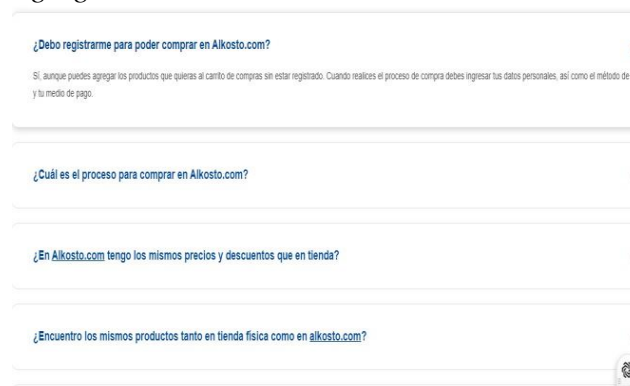 ¿Debo registrarme para poder comprar en Alkosto.com?
Sí, aunque puedes agregar los productos que quieras al carrito de compras sin estar registrado. Cuando realices el proceso de compra debes ingresar tus datos personales, así como el método de
y tu medio de pago.
¿Cuál es el proceso para comprar en Alkosto.com?
¿En Alkosto.com tengo los mismos precios y descuentos que en tienda?
¿Encuentro los mismos productos tanto en tienda física como en alkosto.com?